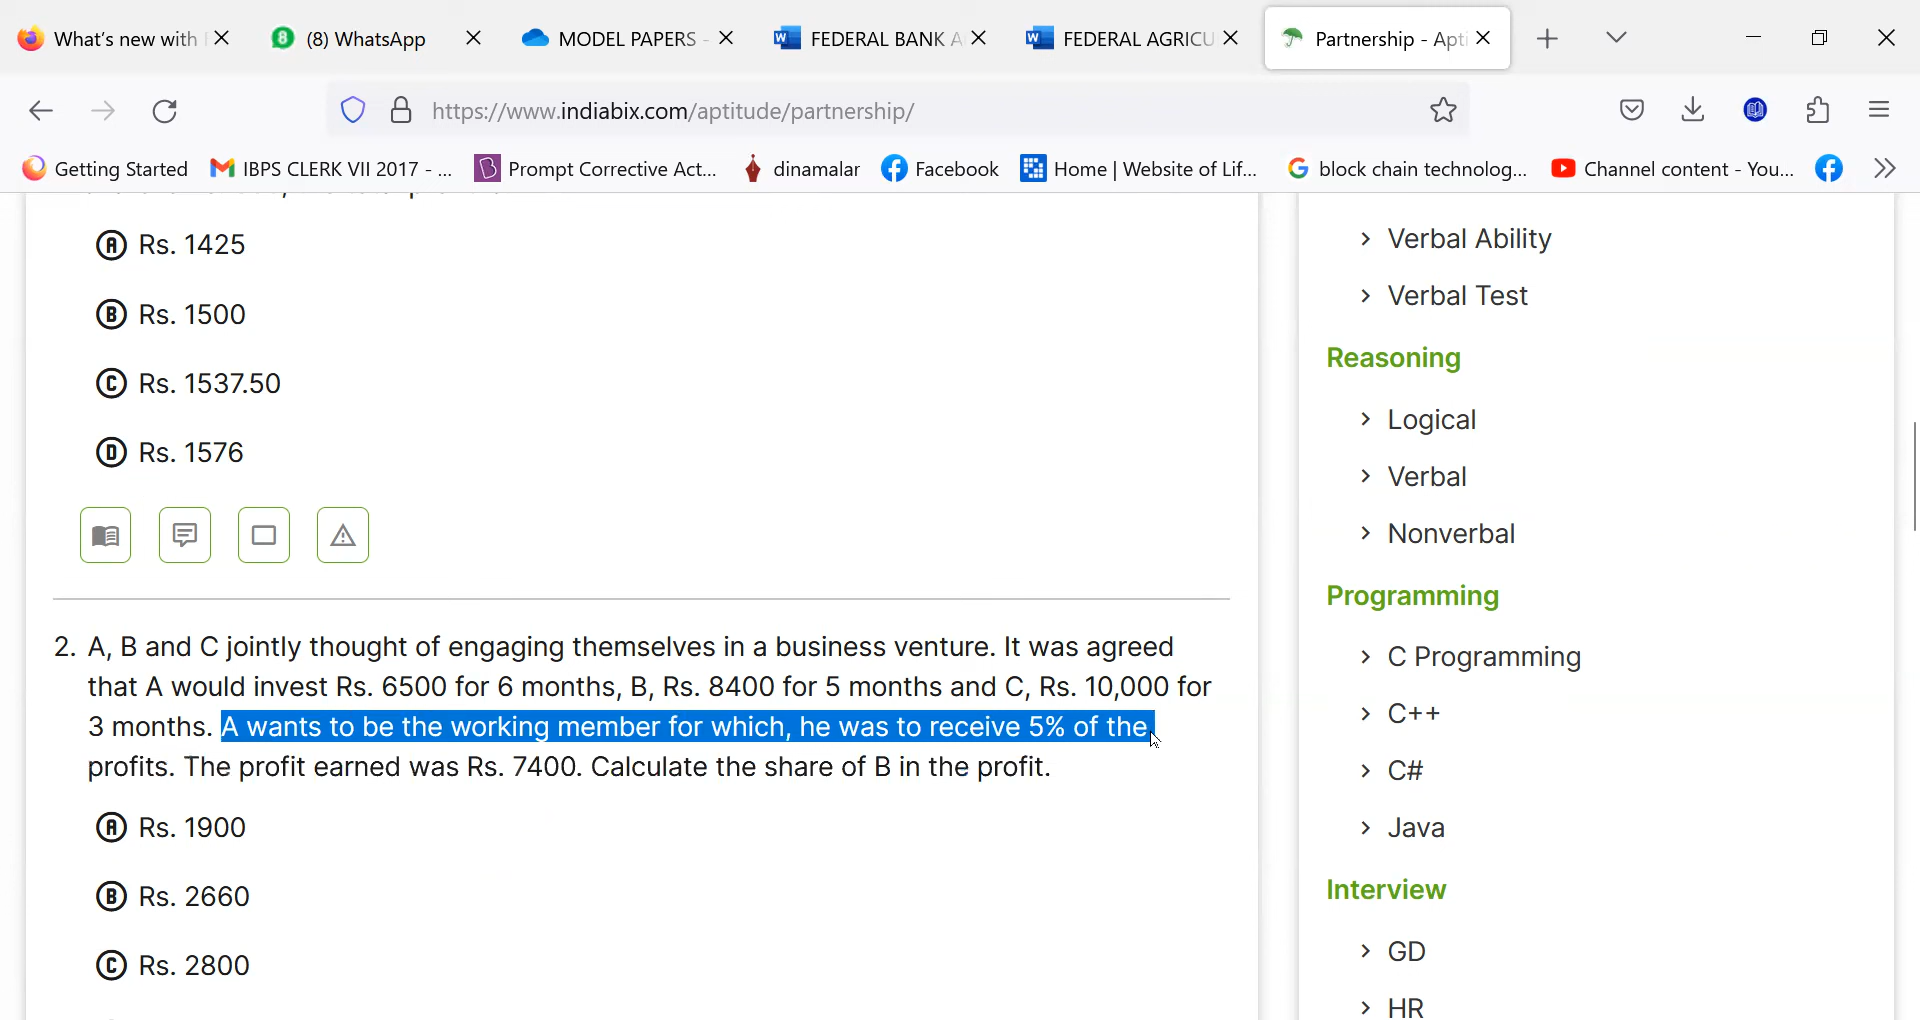 What's new with
(8) WhatsApp
MODEL PAPERS -
FEDERAL BANK A
FEDERAL AGRICU
Partnership - Apti
https://www.indiabix.com/aptitude/partnership/
Getting Started
IBPS CLERK VII 2017 - ...
Prompt Corrective Act...
dinamalar
Facebook
Home | Website of Lif...
block chain technolog...
Channel content - You...
A Rs. 1425
B Rs. 1500
C Rs. 1537.50
D Rs. 1576
2. A, B and C jointly thought of engaging themselves in a business venture. It was agreed
that A would invest Rs. 6500 for 6 months, B, Rs. 8400 for 5 months and C, Rs. 10,000 for
3 months. A wants to be the working member for which, he was to receive 5% of the
profits. The profit earned was Rs. 7400. Calculate the share of B in the profit.
A Rs. 1900
B Rs. 2660
C Rs. 2800
Verbal Ability
Verbal Test
Reasoning
Logical
Verbal
Nonverbal
Programming
C Programming
C++
C#
Java
Interview
GD
HR